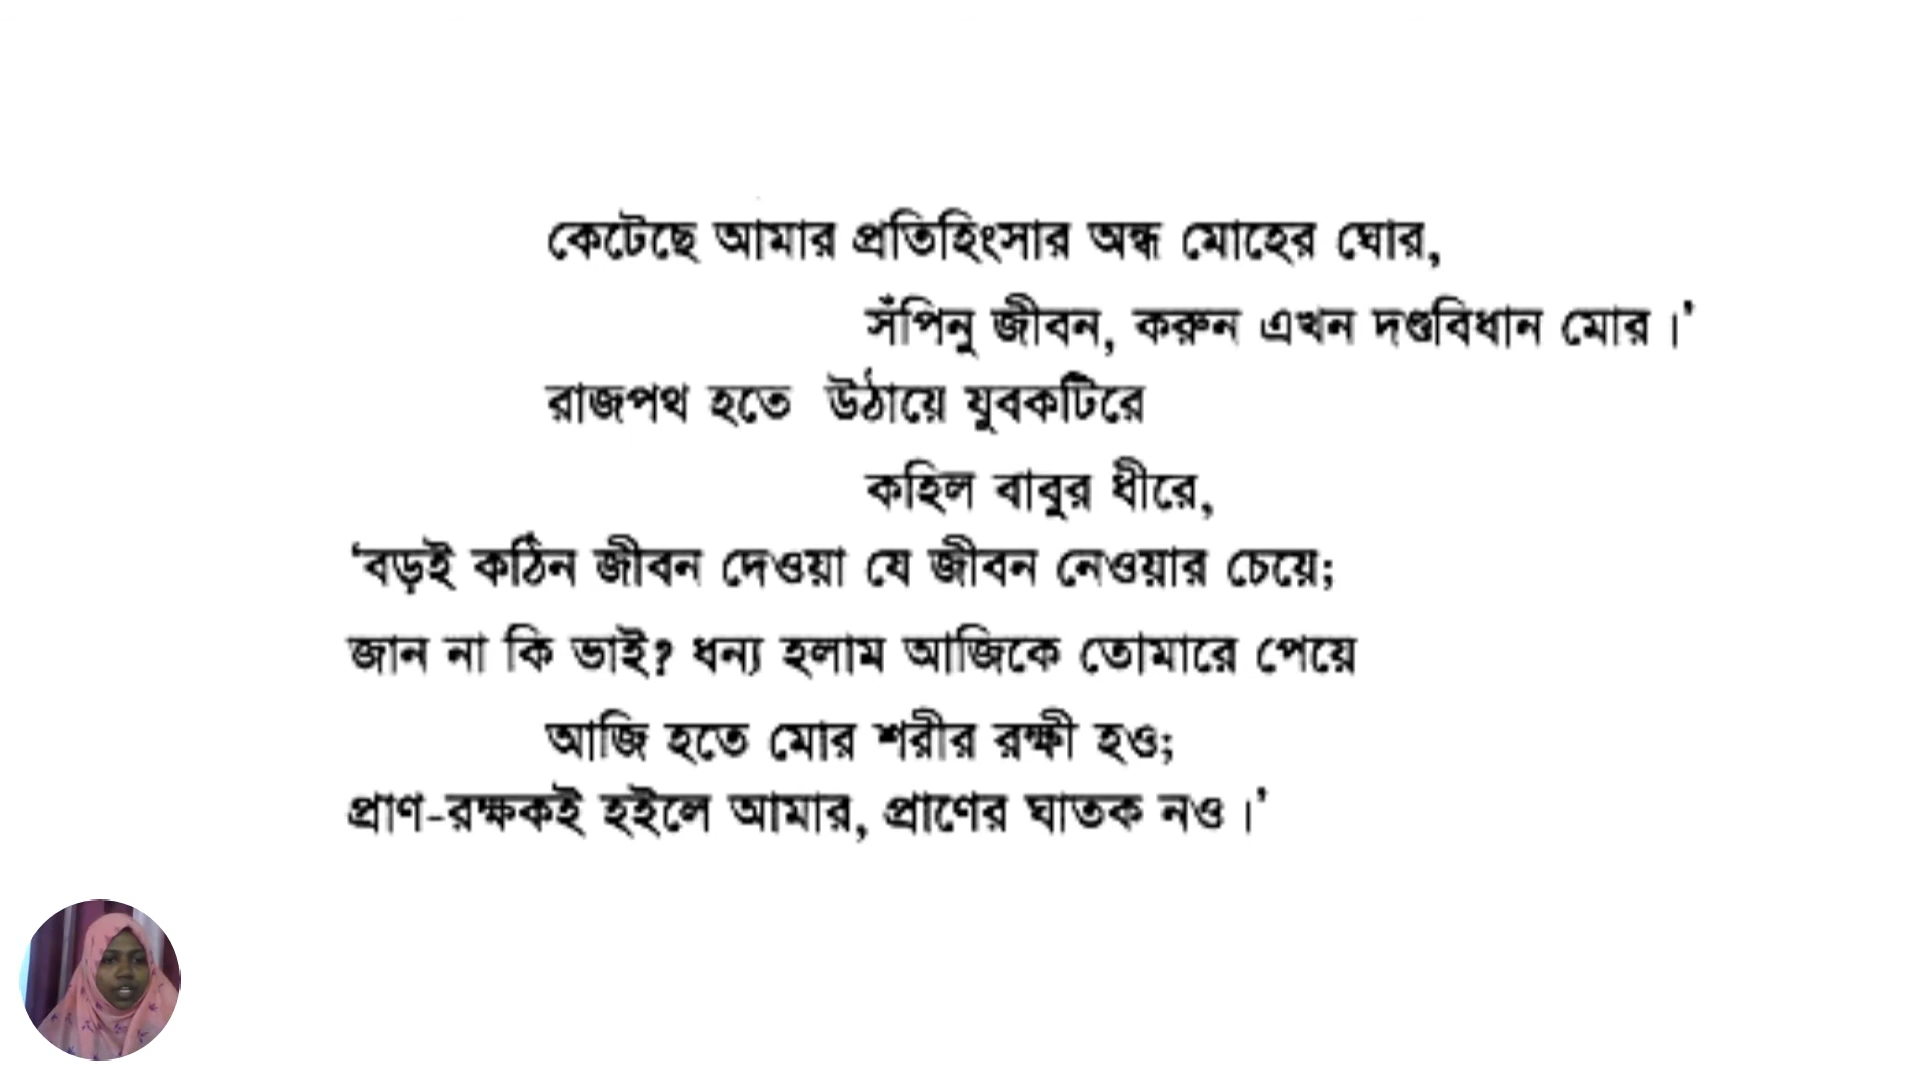 কেটেছে আমার প্রতিহিংসার অন্ধ মোহের ঘোর,
সঁপিনু জীবন, করুন এখন দণ্ডবিধান মোর।’
রাজপথ হতে উঠায়ে যুবকটিরে
কহিল বাবুর ধীরে,
‘বড়ই কঠিন জীবন দেওয়া যে জীবন নেওয়ার চেয়ে;
জান না কি ভাই? ধন্য হলাম আজিকে তোমারে পেয়ে
আজি হতে মোর শরীর রক্ষী হও;
প্রাণ-রক্ষকই হইলে আমার, প্রাণের ঘাতক নও।’